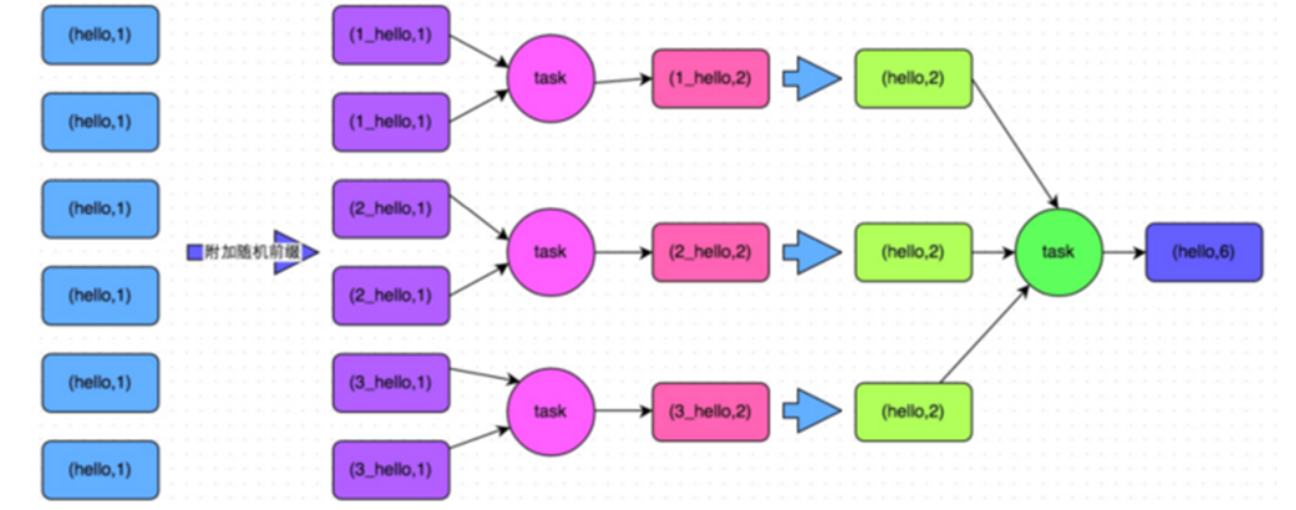 (hello,1)
(hello,1)
(hello,1)
(hello,1)
(hello,1)
(hello,1)
附加随机前缀
(1_hello,1)
(1_hello,1)
(2_hello,1)
(2_hello,1)
(3_hello,1)
(3_hello,1)
task
task
task
(1_hello,2)
(2_hello,2)
(3_hello,2)
(hello,2)
(hello,2)
(hello,2)
task
(hello,6)